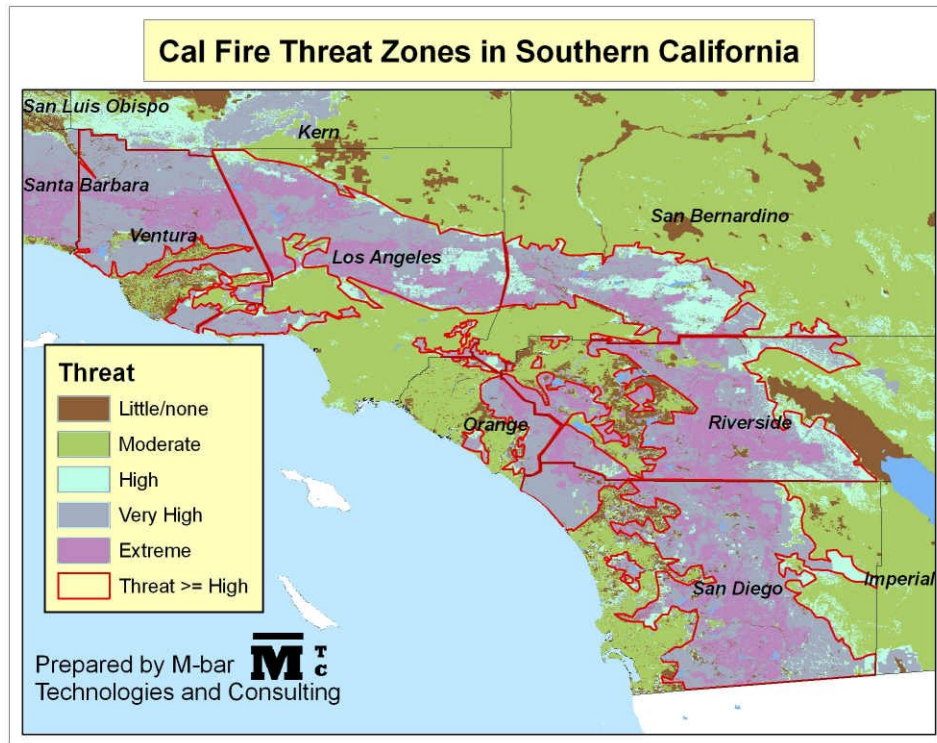 Cal Fire Threat Zones in Southern California
San Luis Obispo
Kern
Santa Barbara
San Bernardino
Ventura
Los Angeles
Threat
Little/none
Moderate
High
Very High
Extreme
Threat >= High
Orange
Riverside
San Diego
Imperial
Prepared by M-bar
Technologies and Consulting
M T
C